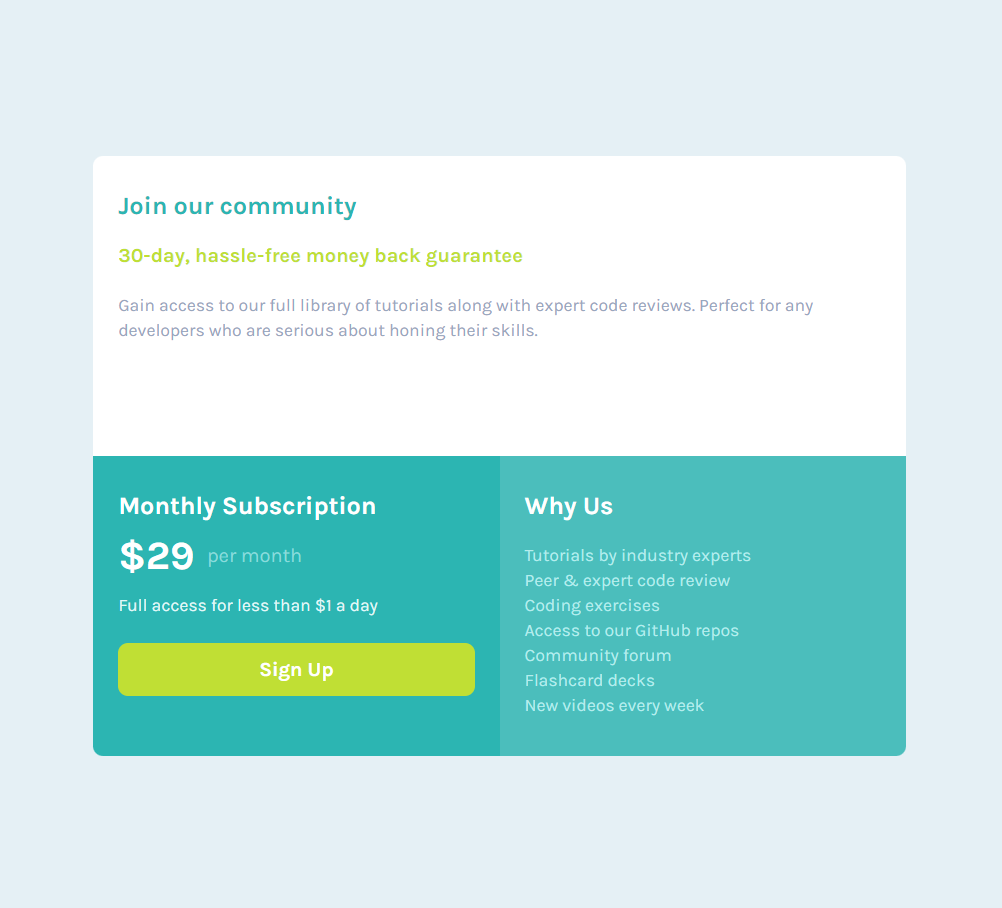 Join our community
30-day, hassle-free money back guarantee
Gain access to our full library of tutorials along with expert code reviews. Perfect for any
developers who are serious about honing their skills.
Monthly Subscription
$29 per month
Full access for less than $1 a day
Sign Up
Why Us
Tutorials by industry experts
Peer & expert code review
Coding exercises
Access to our GitHub repos
Community forum
Flashcard decks
New videos every week